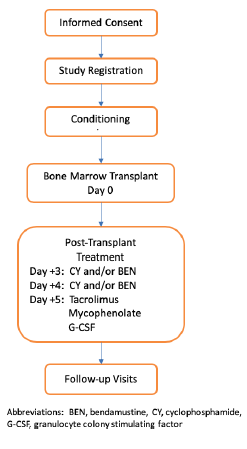 Informed Consent
Study Registration
Conditioning
Bone Marrow Transplant
Day 0
Post-Transplant
Treatment
Day +3: CY and/or BEN
Day +4: CY and/or BEN
Day +5: Tacrolimus
Mycophenolate
G-CSF
Follow-up Visits
Abbreviations: BEN, bendamustine, CY, cyclophosphamide,
G-CSF, granulocyte colony stimulating factor